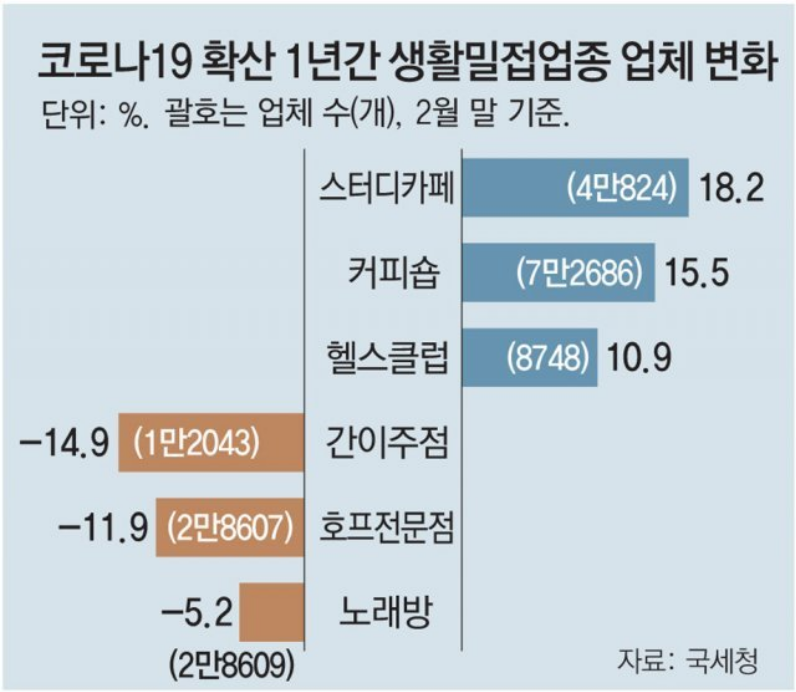 코로나19 확산 1년간 생활밀접업종 업체 변화
단위: %. 괄호는 업체 수(개), 2월 말 기준.
스터디카페 (4만824) 18.2
커피숍 (7만2686) 15.5
헬스클럽 (8748) 10.9
-14.9 (1만2043) 간이주점
-11.9 (2만8607) 호프전문점
-5.2 노래방
(2만8609)
자료: 국세청